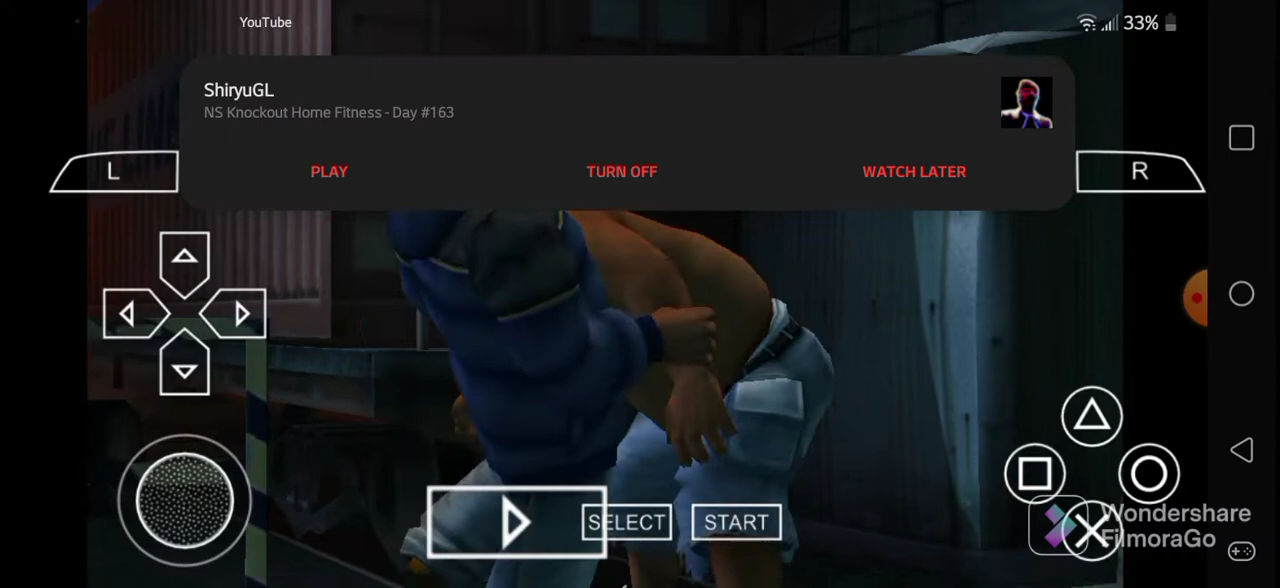 YouTube
33%
ShiryuGL
NS Knockout Home Fitness - Day #163
PLAY
TURN OFF
WATCH LATER
L
R
SELECT
START
Wondershare
FilmoraGo